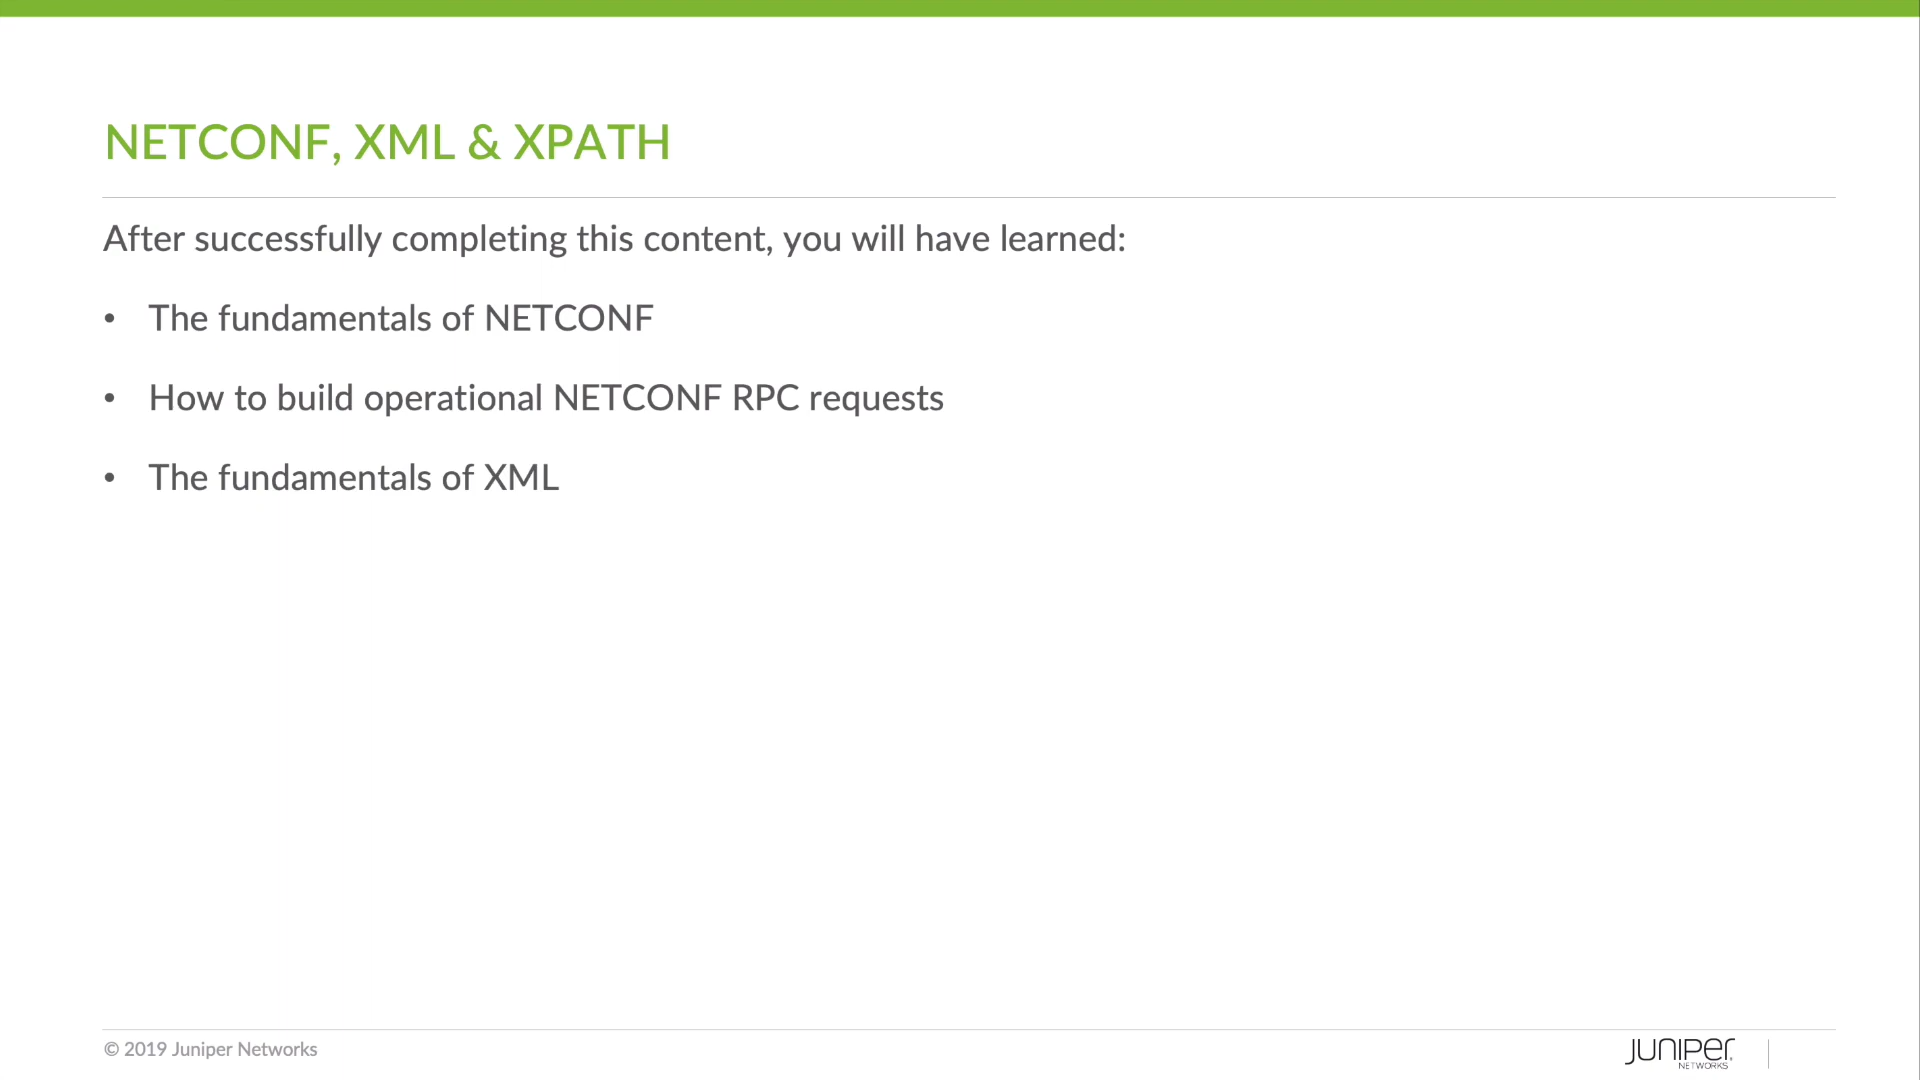 NETCONF, XML & XPATH
After successfully completing this content, you will have learned:
• The fundamentals of NETCONF
• How to build operational NETCONF RPC requests
• The fundamentals of XML
© 2019 Juniper Networks
JUNIPEr
NETWORKS